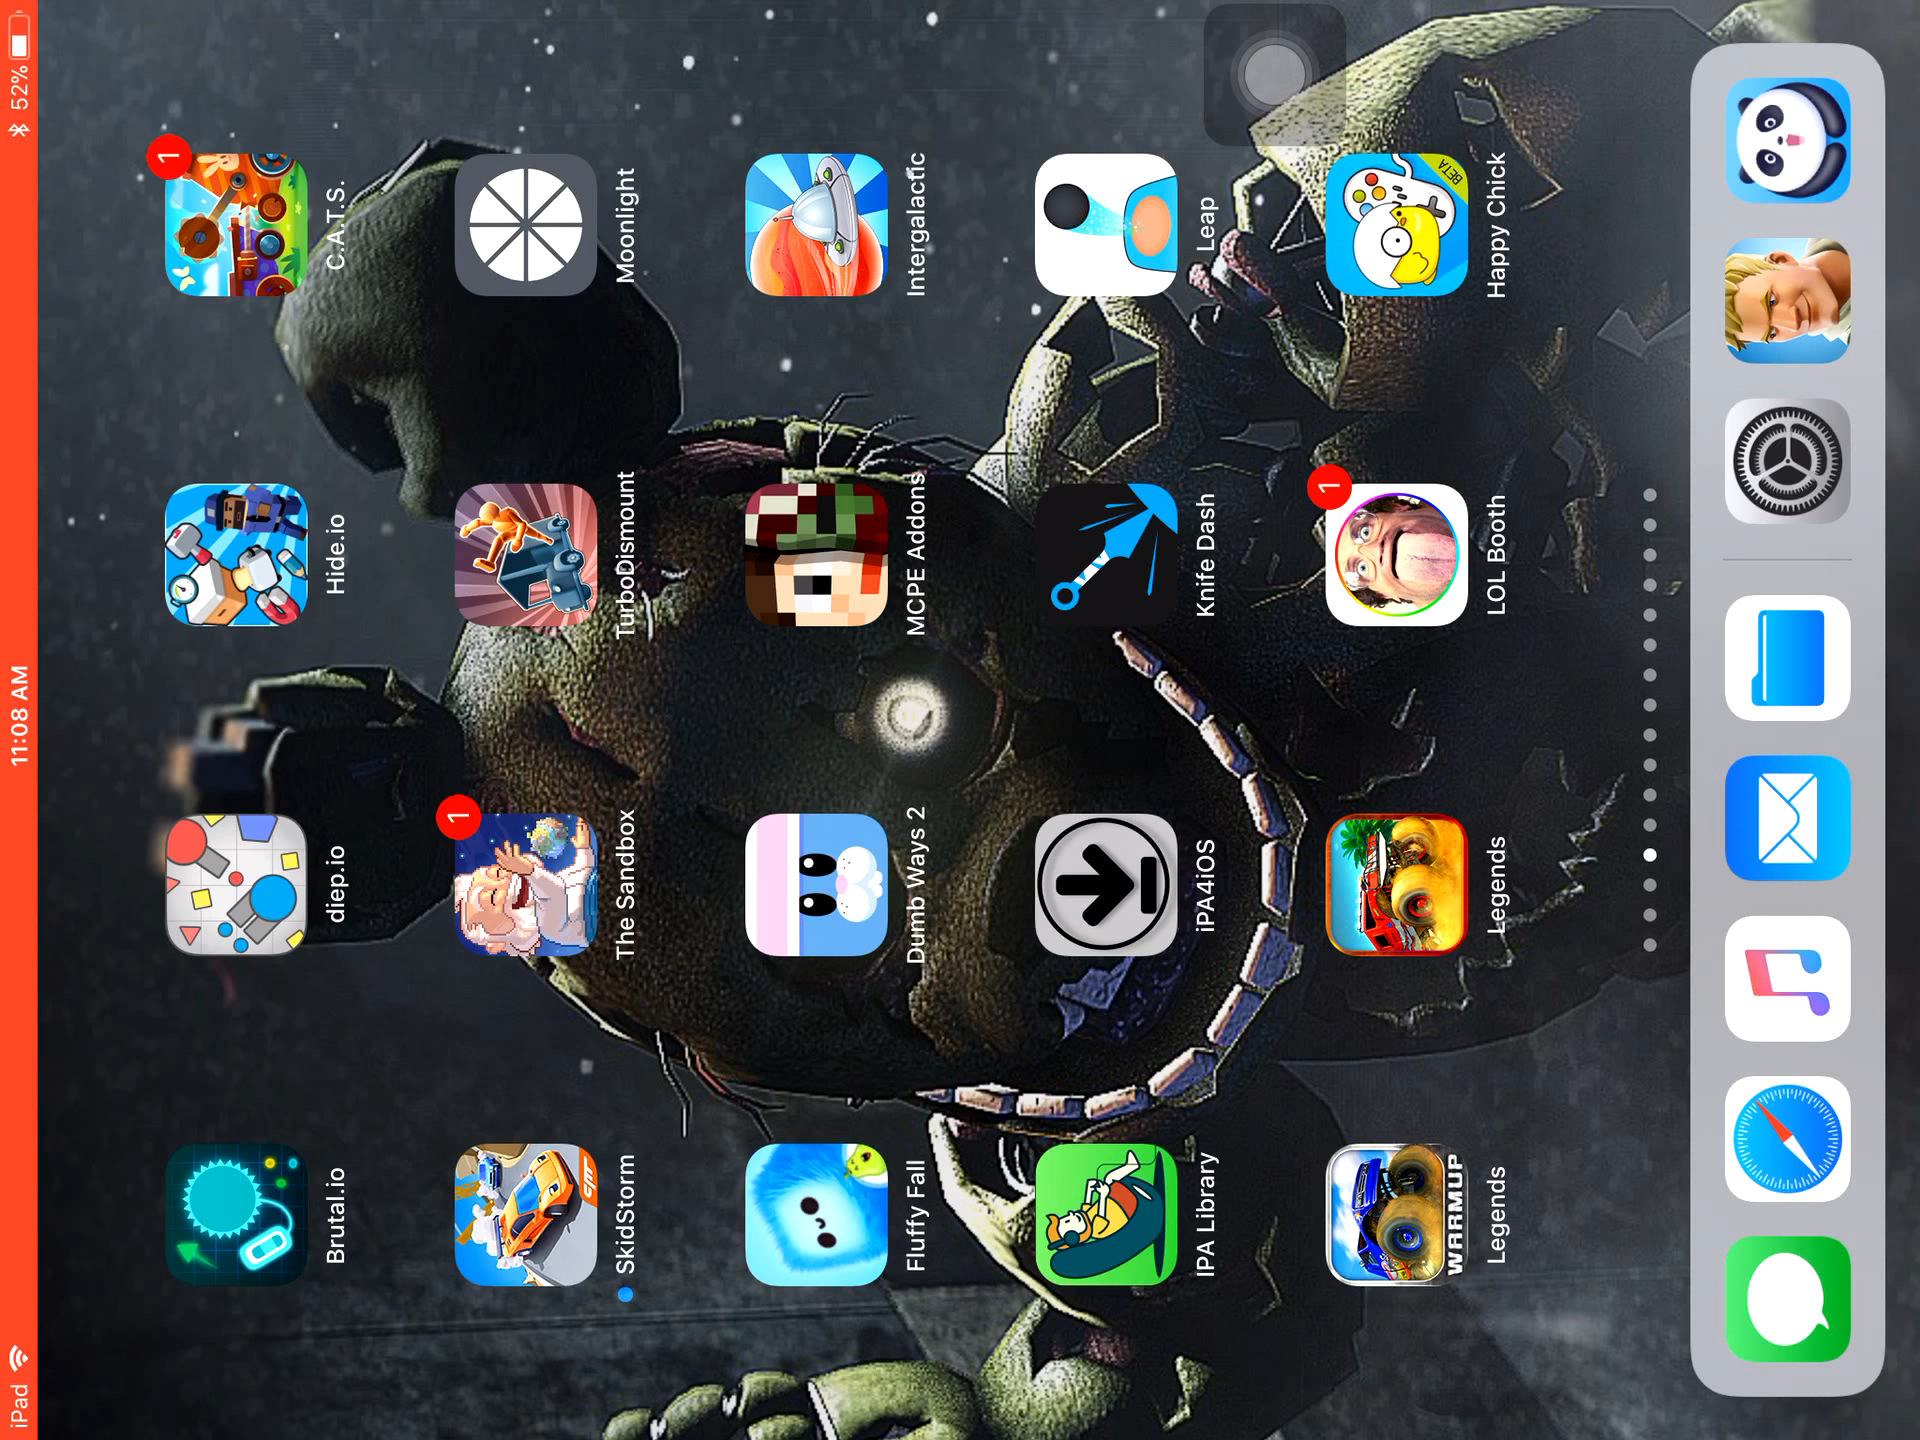 iPad 11:08 AM 52%
1
Brutal.io diep.io Hide.io C.A.T.S.
1
CMT
SkidStorm The Sandbox TurboDismount Moonlight
Fluffy Fall Dumb Ways 2 MCPE Addons Intergalactic
IPA Library iPA4iOS Knife Dash Leap
1
BETA
WRRMUP
Legends Legends LOL Booth Happy Chick